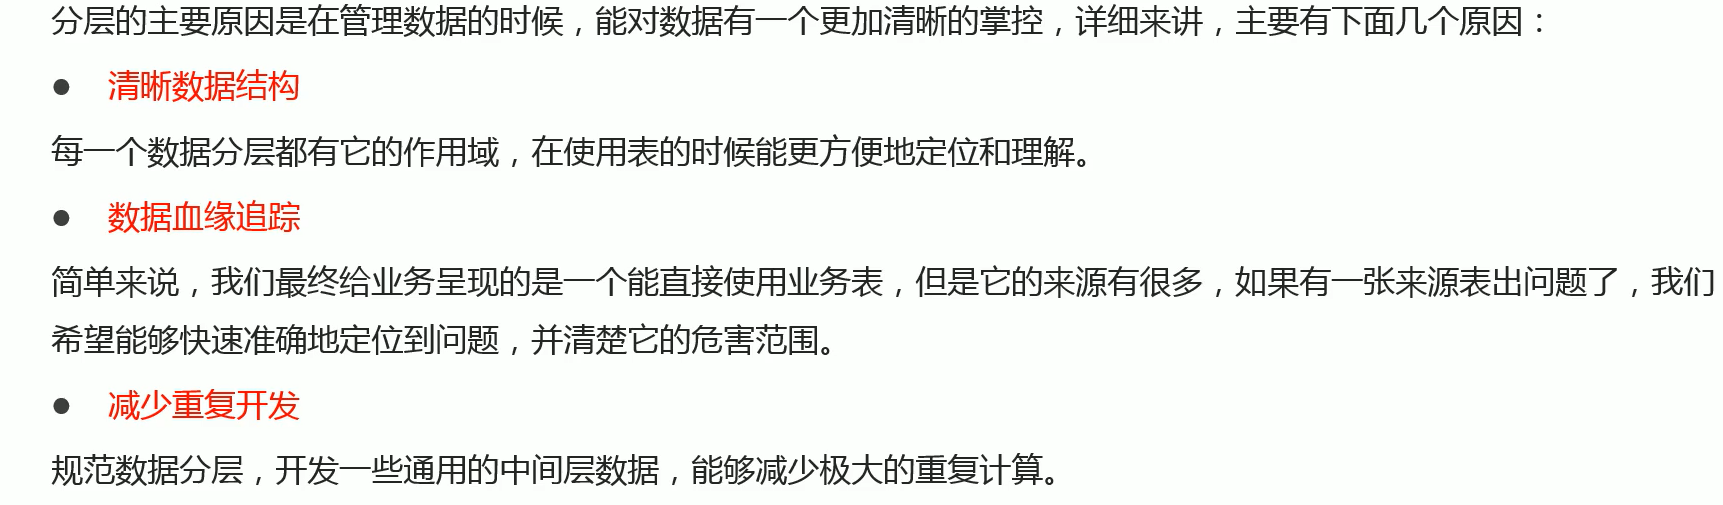 分层的主要原因是在管理数据的时候，能对数据有一个更加清晰的掌控，详细来讲，主要有下面几个原因：
● 清晰数据结构
每一个数据分层都有它的作用域，在使用表的时候能更方便地定位和理解。
● 数据血缘追踪
简单来说，我们最终给业务呈现的是一个能直接使用业务表，但是它的来源有很多，如果有一张来源表出问题了，我们
希望能够快速准确地定位到问题，并清楚它的危害范围。
● 减少重复开发
规范数据分层，开发一些通用的中间层数据，能够减少极大的重复计算。